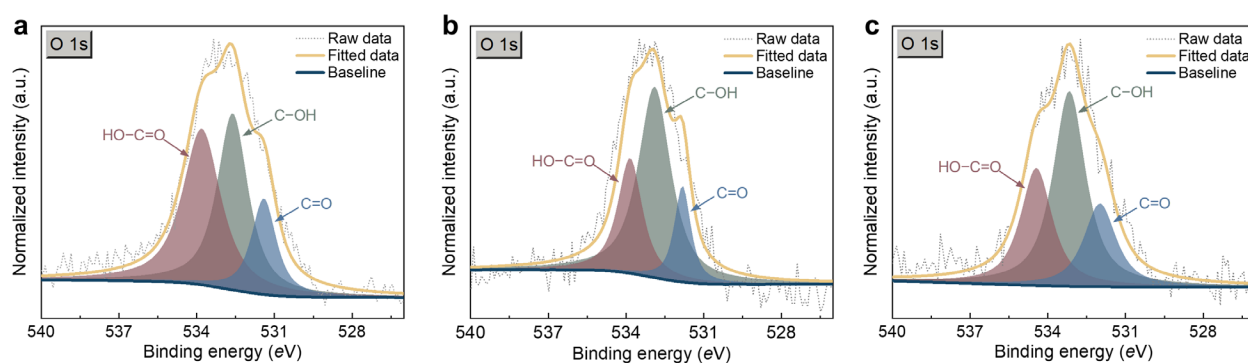 a
O 1s
Raw data
Fitted data
Baseline
C–OH
HO–C=O
C=O
Normalized intensity (a.u.)
540 537 534 531 528
Binding energy (eV)
b
O 1s
Raw data
Fitted data
Baseline
C–OH
HO–C=O
C=O
Normalized intensity (a.u.)
540 537 534 531 528
Binding energy (eV)
c
O 1s
Raw data
Fitted data
Baseline
C–OH
HO–C=O
C=O
Normalized intensity (a.u.)
540 537 534 531 528
Binding energy (eV)